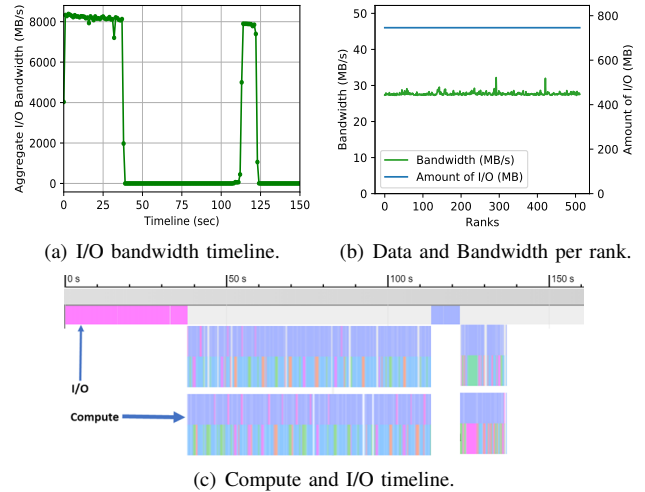 Aggregate I/O Bandwidth (MB/s)
8000
6000
4000
2000
0
0 25 50 75 100 125 150
Timeline (sec)
(a) I/O bandwidth timeline.
Bandwidth (MB/s)
50
40
30
20
10
0
Bandwidth (MB/s)
Amount of I/O (MB)
0 100 200 300 400 500
Ranks
800
600
400
200
0
Amount of I/O (MB)
(b) Data and Bandwidth per rank.
0 s 50 s 100 s 150 s
I/O
Compute
(c) Compute and I/O timeline.